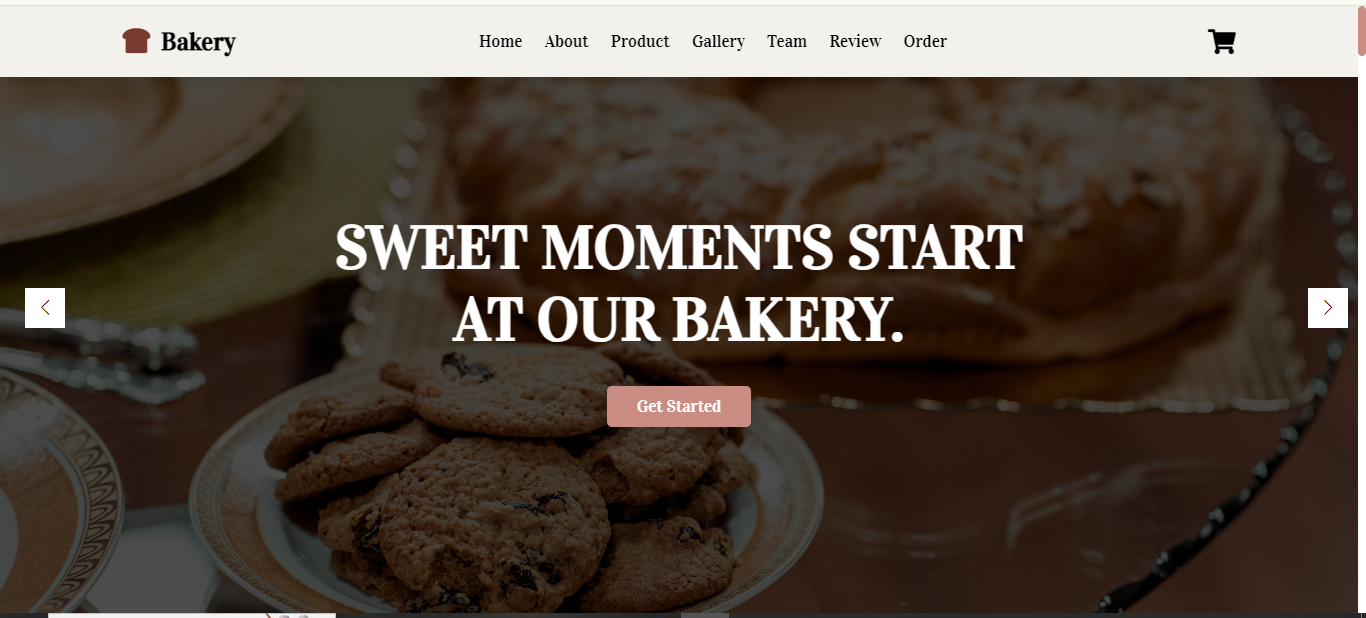 Bakery
Home About Product Gallery Team Review Order
SWEET MOMENTS START
AT OUR BAKERY.
Get Started